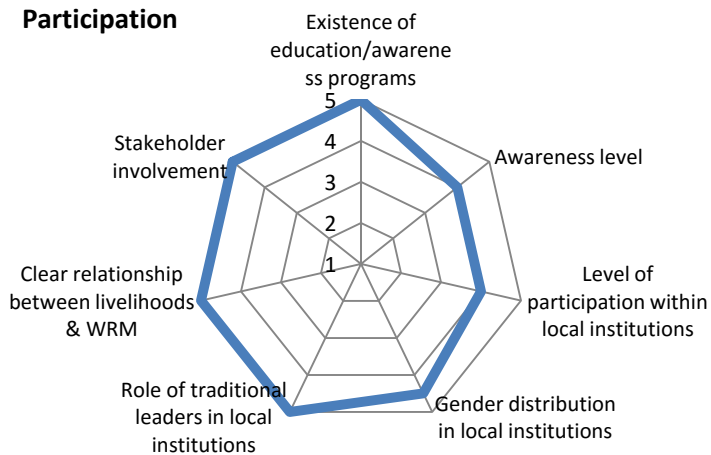 Participation
Existence of
education/awarene
ss programs
5
4
3
2
1
Awareness level
Level of
participation within
local institutions
Gender distribution
in local institutions
Role of traditional
leaders in local
institutions
Clear relationship
between livelihoods
& WRM
Stakeholder
involvement